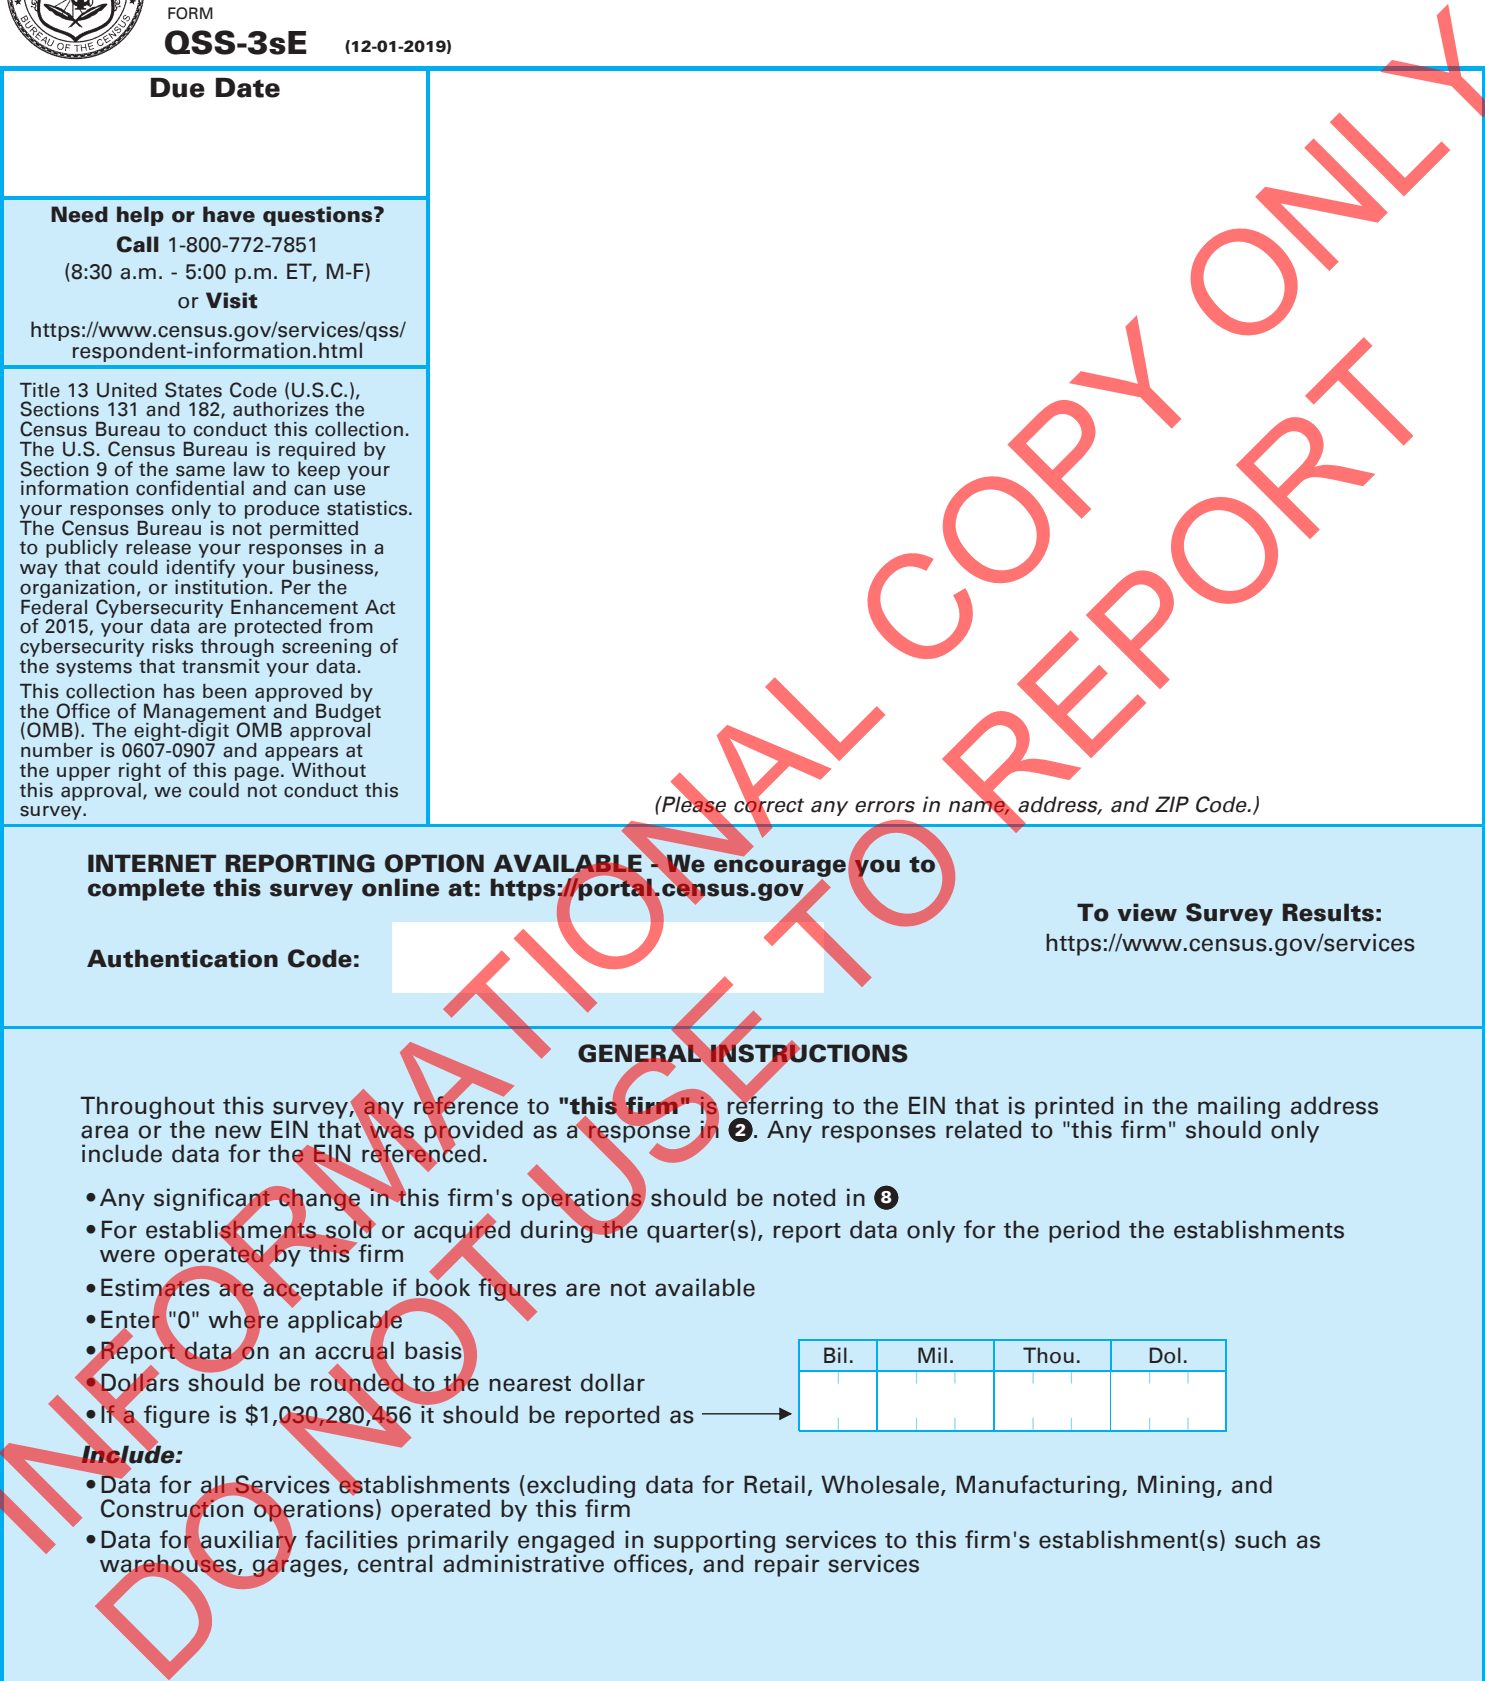 BUREAU OF THE CENSUS
FORM
QSS-3sE (12-01-2019)
Due Date
Need help or have questions?
Call 1-800-772-7851
(8:30 a.m. - 5:00 p.m. ET, M-F)
or Visit
https://www.census.gov/services/qss/
respondent-information.html
Title 13 United States Code (U.S.C.),
Sections 131 and 182, authorizes the
Census Bureau to conduct this collection.
The U.S. Census Bureau is required by
Section 9 of the same law to keep your
information confidential and can use
your responses only to produce statistics.
The Census Bureau is not permitted
to publicly release your responses in a
way that could identify your business,
organization, or institution. Per the
Federal Cybersecurity Enhancement Act
of 2015, your data are protected from
cybersecurity risks through screening of
the systems that transmit your data.
This collection has been approved by
the Office of Management and Budget
(OMB). The eight-digit OMB approval
number is 0607-0907 and appears at
the upper right of this page. Without
this approval, we could not conduct this
survey.
(Please correct any errors in name, address, and ZIP Code.)
INTERNET REPORTING OPTION AVAILABLE - We encourage you to
complete this survey online at: https://portal.census.gov
Authentication Code:
To view Survey Results:
https://www.census.gov/services
GENERAL INSTRUCTIONS
Throughout this survey, any reference to "this firm" is referring to the EIN that is printed in the mailing address
area or the new EIN that was provided as a response in 2. Any responses related to "this firm" should only
include data for the EIN referenced.
• Any significant change in this firm's operations should be noted in 8
• For establishments sold or acquired during the quarter(s), report data only for the period the establishments
were operated by this firm
• Estimates are acceptable if book figures are not available
• Enter "0" where applicable
• Report data on an accrual basis
• Dollars should be rounded to the nearest dollar
• If a figure is $1,030,280,456 it should be reported as
Bil. Mil. Thou. Dol.
Include:
• Data for all Services establishments (excluding data for Retail, Wholesale, Manufacturing, Mining, and
Construction operations) operated by this firm
• Data for auxiliary facilities primarily engaged in supporting services to this firm's establishment(s) such as
warehouses, garages, central administrative offices, and repair services
INFORMATIONAL COPY ONLY
DO NOT USE TO REPORT